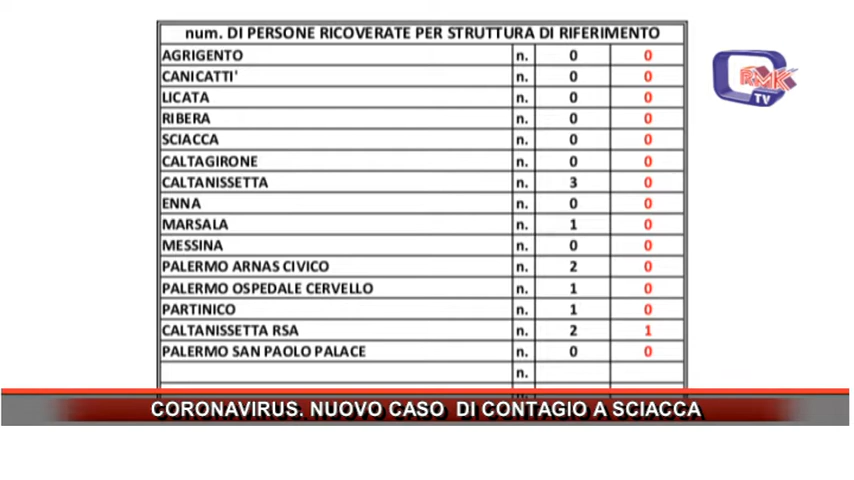 num. DI PERSONE RICOVERATE PER STRUTTURA DI RIFERIMENTO
AGRIGENTO n. 0 0
CANICATTI' n. 0 0
LICATA n. 0 0
RIBERA n. 0 0
SCIACCA n. 0 0
CALTAGIRONE n. 0 0
CALTANISSETTA n. 3 0
ENNA n. 0 0
MARSALA n. 1 0
MESSINA n. 0 0
PALERMO ARNAS CIVICO n. 2 0
PALERMO OSPEDALE CERVELLO n. 1 0
PARTINICO n. 1 0
CALTANISSETTA RSA n. 2 1
PALERMO SAN PAOLO PALACE n. 0 0
n.
RMK
TV
CORONAVIRUS. NUOVO CASO DI CONTAGIO A SCIACCA